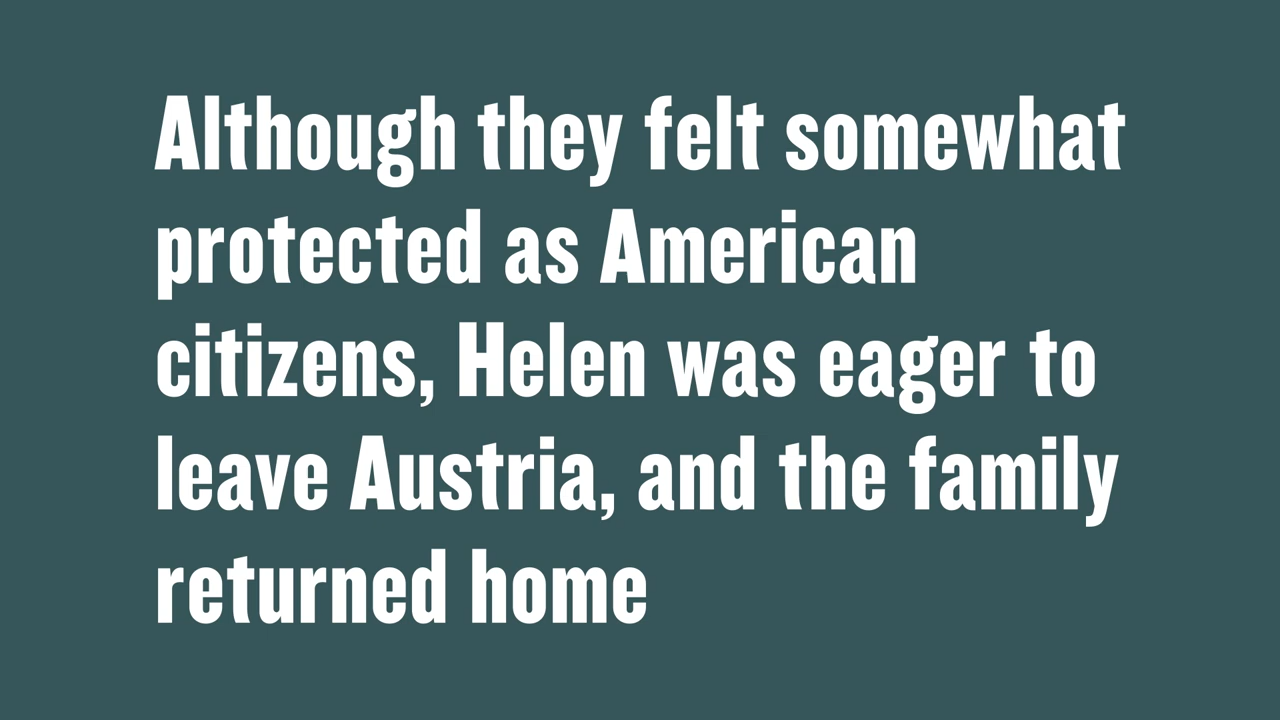 Although they felt somewhat
protected as American
citizens, Helen was eager to
leave Austria, and the family
returned home